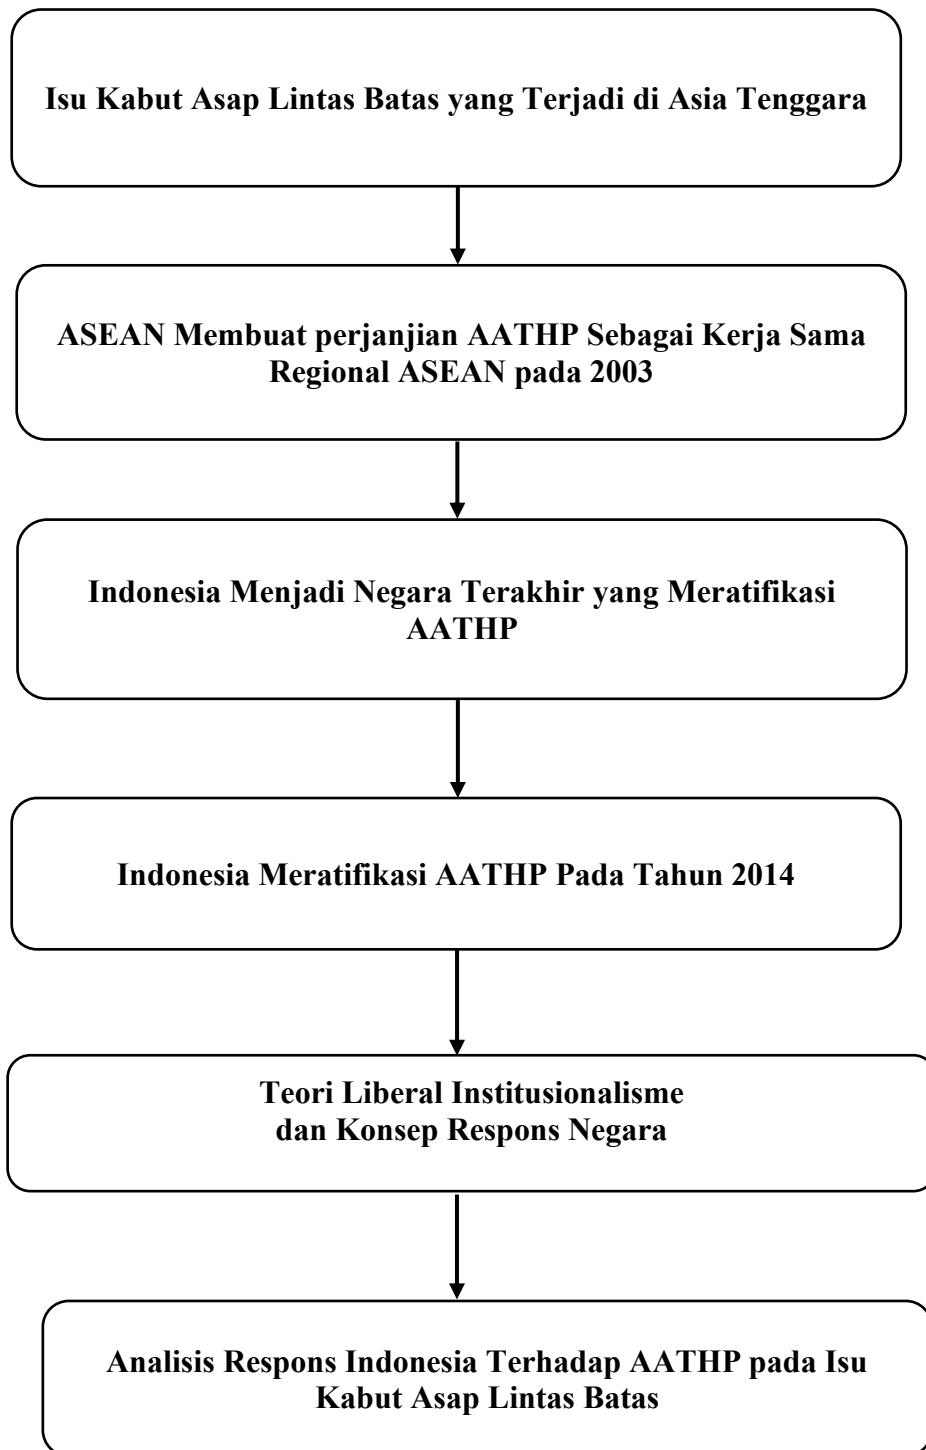 Isu Kabut Asap Lintas Batas yang Terjadi di Asia Tenggara
ASEAN Membuat perjanjian AATHP Sebagai Kerja Sama
Regional ASEAN pada 2003
Indonesia Menjadi Negara Terakhir yang Meratifikasi
AATHP
Indonesia Meratifikasi AATHP Pada Tahun 2014
Teori Liberal Institusionalisme
dan Konsep Respons Negara
Analisis Respons Indonesia Terhadap AATHP pada Isu
Kabut Asap Lintas Batas